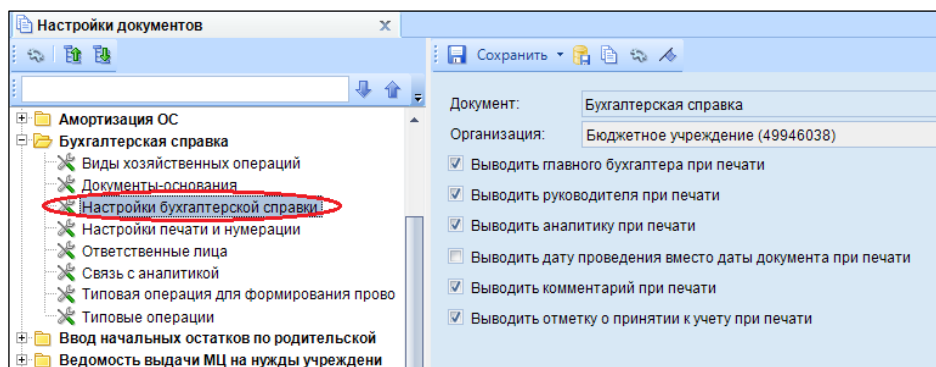 Настройки документов
Сохранить
Амортизация ОС
Бухгалтерская справка
Виды хозяйственных операций
Документы-основания
Настройки бухгалтерской справки
Настройки печати и нумерации
Ответственные лица
Связь с аналитикой
Типовая операция для формирования прово
Типовые операции
Ввод начальных остатков по родительской
Ведомость выдачи МЦ на нужды учреждени
Документ: Бухгалтерская справка
Организация: Бюджетное учреждение (49946038)
Выводить главного бухгалтера при печати
Выводить руководителя при печати
Выводить аналитику при печати
Выводить дату проведения вместо даты документа при печати
Выводить комментарий при печати
Выводить отметку о принятии к учету при печати